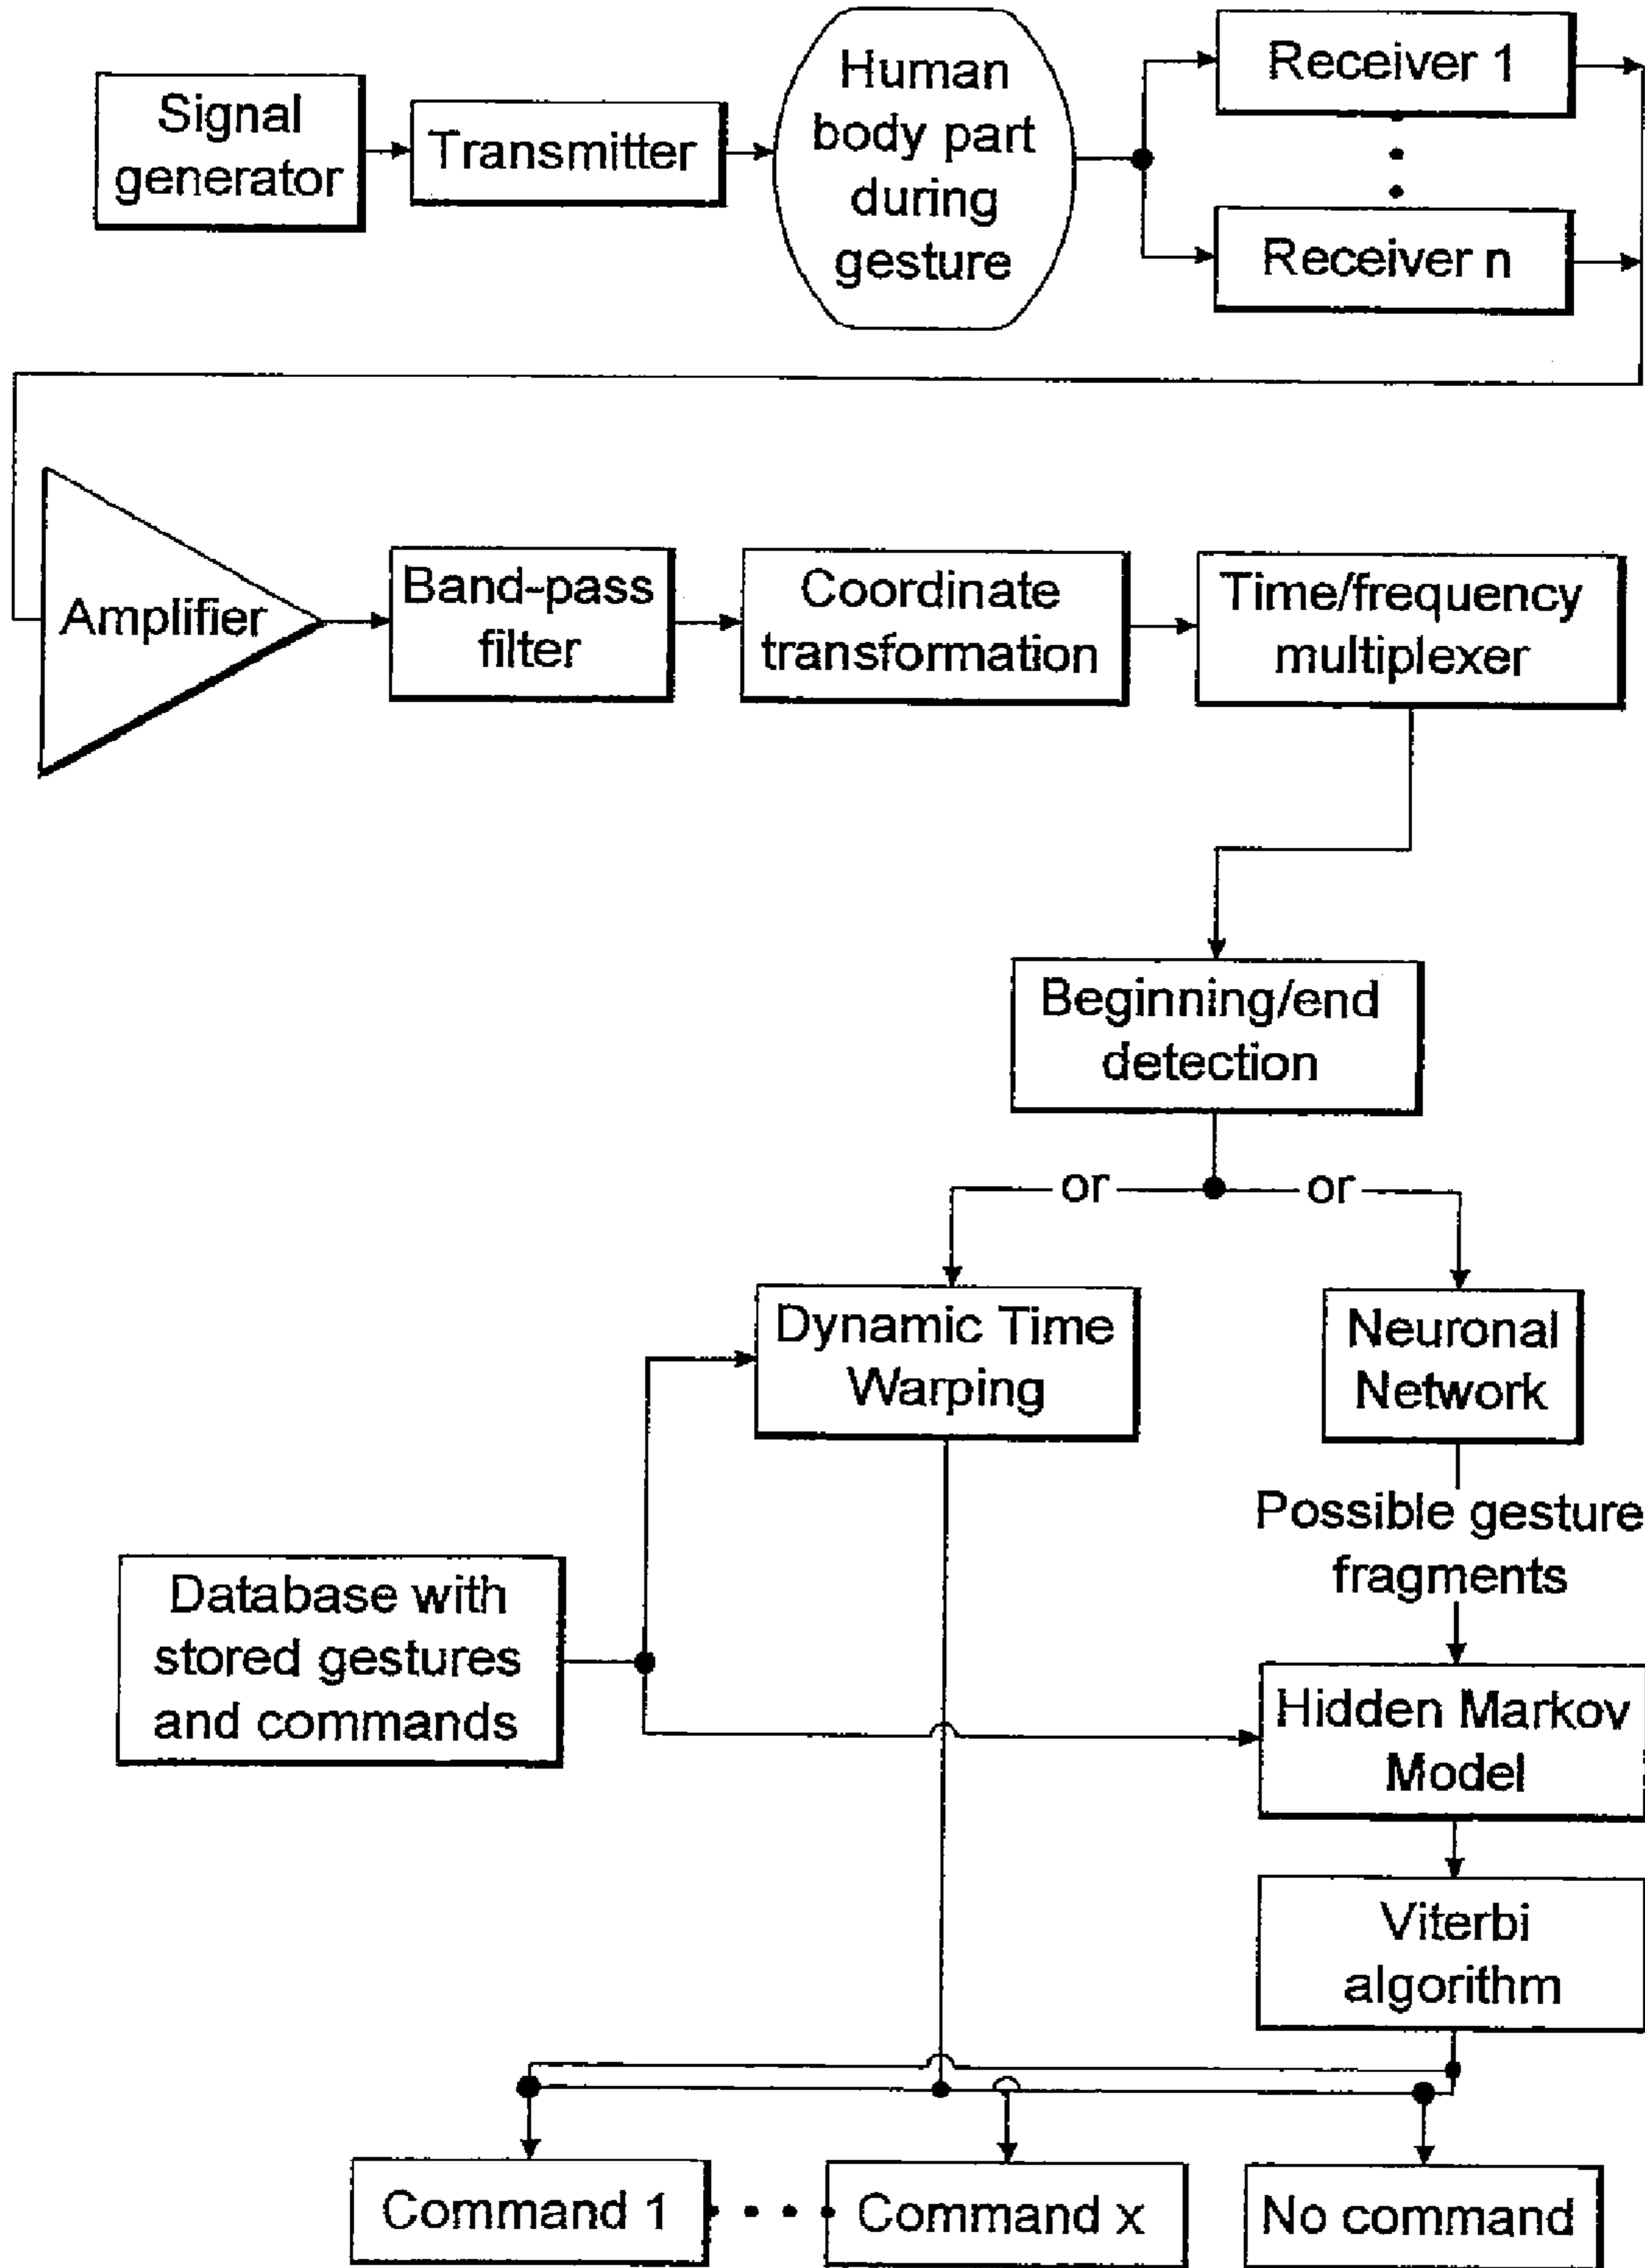 Signal
generator
Transmitter
Human
body part
during
gesture
Receiver 1
Receiver n
Amplifier
Band-pass
filter
Coordinate
transformation
Time/frequency
multiplexer
Beginning/end
detection
or
or
Dynamic Time
Warping
Neuronal
Network
Possible gesture
fragments
Database with
stored gestures
and commands
Hidden Markov
Model
Viterbi
algorithm
Command 1
Command x
No command